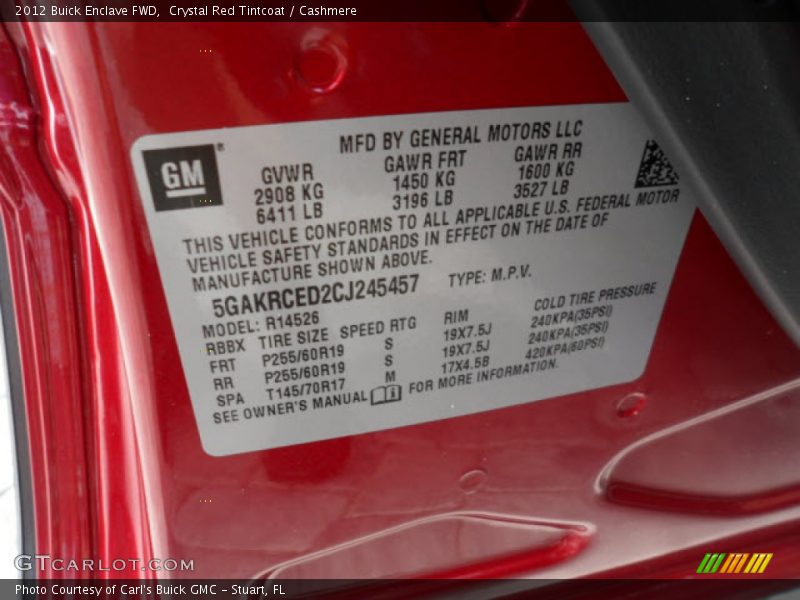 2012 Buick Enclave FWD,  Crystal Red Tintcoat / Cashmere
MFD BY GENERAL MOTORS LLC
GM
GVWR GAWR FRT GAWR RR
2908 KG 1450 KG 1600 KG
6411 LB 3196 LB 3527 LB
THIS VEHICLE CONFORMS TO ALL APPLICABLE U.S. FEDERAL MOTOR
VEHICLE SAFETY STANDARDS IN EFFECT ON THE DATE OF
MANUFACTURE SHOWN ABOVE.
5GAKRCED2CJ245457 TYPE: M.P.V.
MODEL: R14526
RBBX TIRE SIZE SPEED RTG RIM COLD TIRE PRESSURE
FRT P255/60R19 S 19X7.5J 240KPA(35PSI)
RR P255/60R19 S 19X7.5J 240KPA(35PSI)
SPA T145/70R17 M 17X4.5B 420KPA(60PSI)
SEE OWNER'S MANUAL FOR MORE INFORMATION.
GTCARLOT.COM
Photo Courtesy of Carl's Buick GMC - Stuart, FL